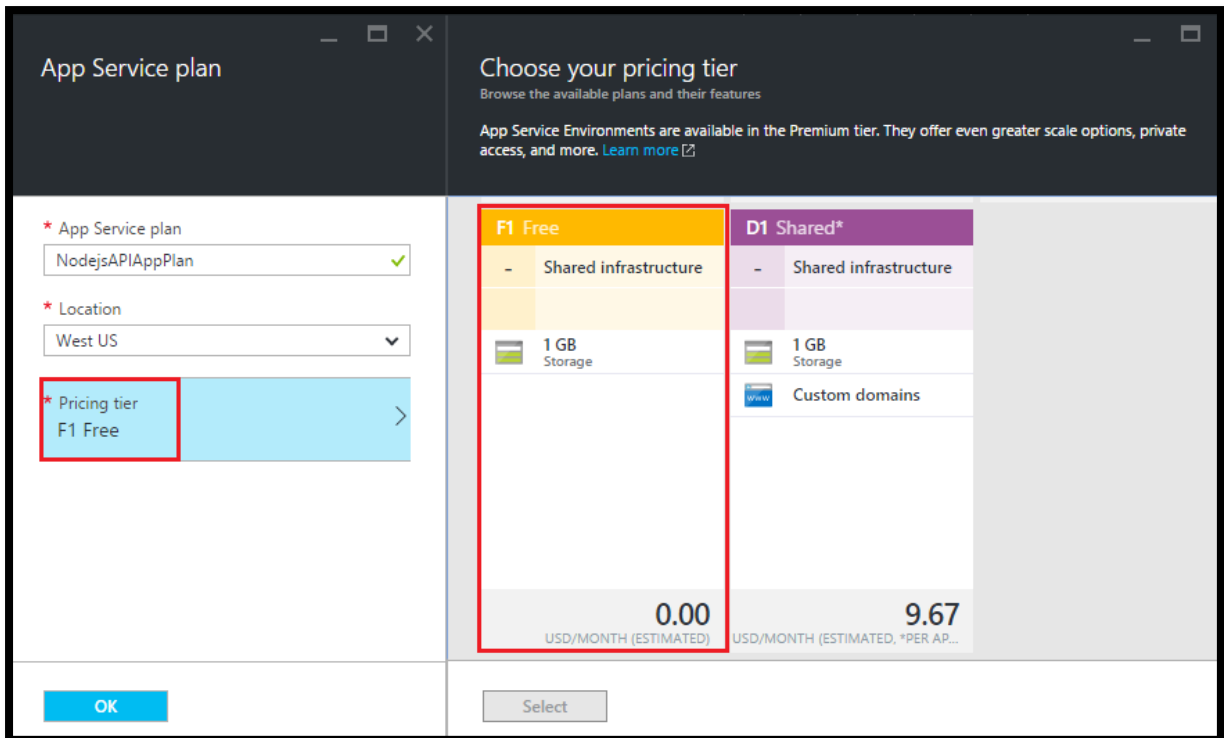 App Service plan
* App Service plan
NodejsAPIAppPlan
* Location
West US
* Pricing tier
F1 Free
OK
Choose your pricing tier
Browse the available plans and their features
App Service Environments are available in the Premium tier. They offer even greater scale options, private
access, and more. Learn more
F1 Free
- Shared infrastructure
1 GB
Storage
0.00
USD/MONTH (ESTIMATED)
D1 Shared*
- Shared infrastructure
1 GB
Storage
www Custom domains
9.67
USD/MONTH (ESTIMATED, *PER AP...
Select